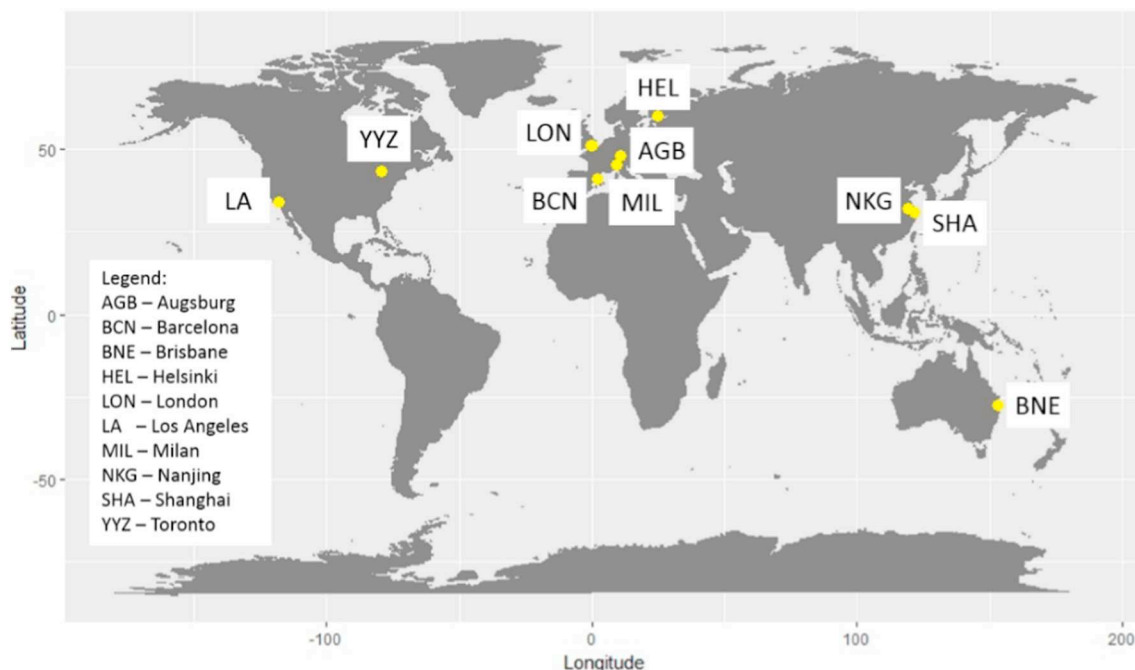 HEL
LON
YYZ
AGB
50
LA
BCN
MIL
NKG
SHA
Legend:
AGB – Augsburg
BCN – Barcelona
BNE – Brisbane
HEL – Helsinki
LON – London
LA – Los Angeles
MIL – Milan
NKG – Nanjing
SHA – Shanghai
YYZ – Toronto
Latitude
0
BNE
-50
-100
0
100
200
Longitude